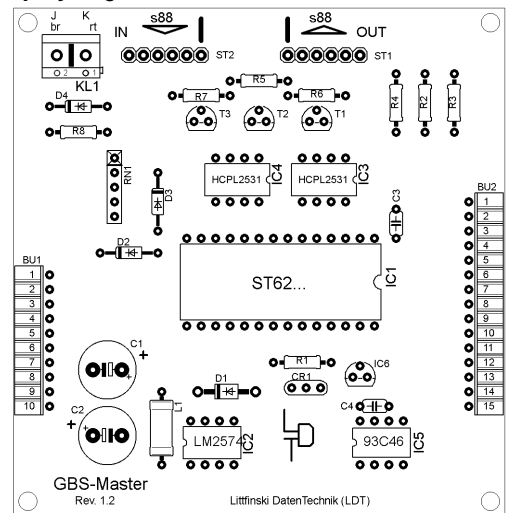 J K
br rt
2 1
KL1
IN
s88
ST2
s88
OUT
ST1
D4
R8
R7
R5
R6
T3
T2
T1
R4
R2
R3
RN1
D3
HCPL2531
IC4
HCPL2531
IC3
C3
D2
ST62...
IC1
BU2
1
2
3
4
5
6
7
8
9
10
11
12
13
14
15
BU1
1
2
3
4
5
6
7
8
9
10
C1
+
+
C2
+
+
L1
D1
R1
CR1
IC6
C4
LM2574
IC2
93C46
IC5
GBS-Master
Rev. 1.2
Littfinski DatenTechnik (LDT)